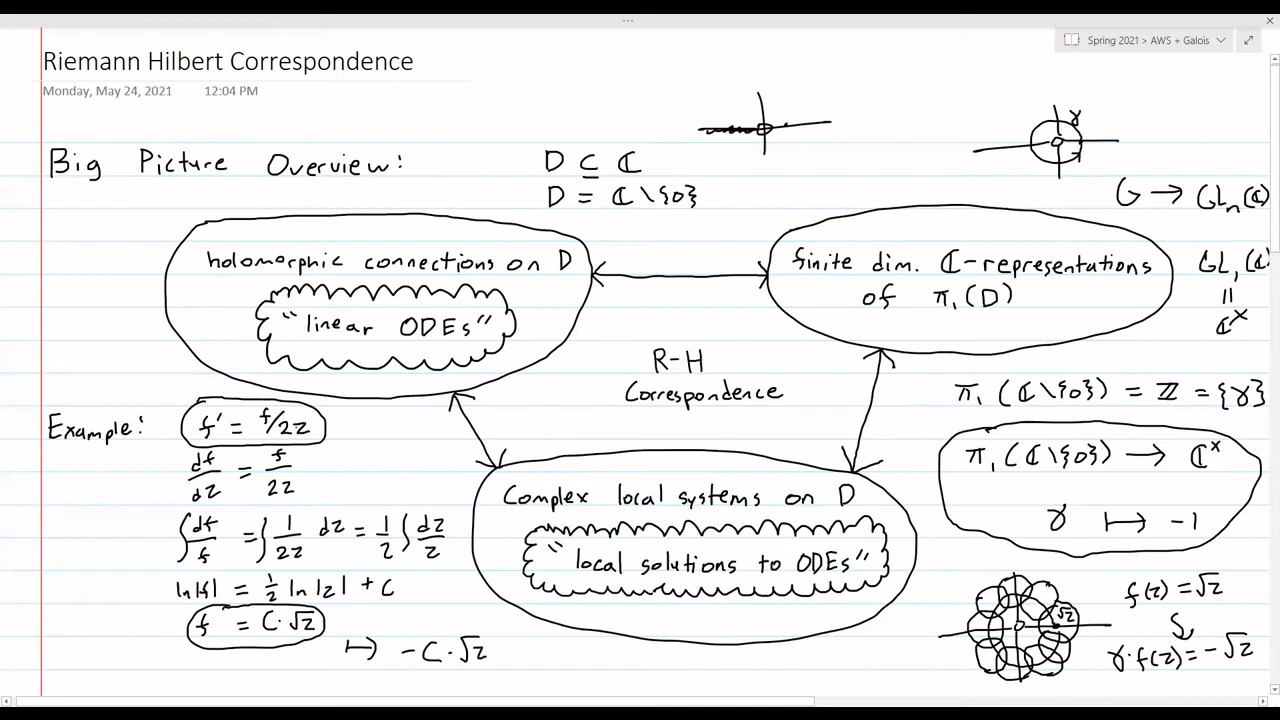 Spring 2021 > AWS + Galois
Riemann Hilbert Correspondence
Monday, May 24, 2021 12:04 PM
Big Picture Overview:
D ⊆ ℂ
D = ℂ\{0}
γ
G → GLₙ(ℂ)
holomorphic connections on D
"linear ODEs"
finite dim. ℂ-representations
of π₁(D)
GL₁(ℂ)
=
ℂˣ
R-H
Correspondence
π₁(ℂ\{0}) = ℤ = {γ}
π₁(ℂ\{0}) → ℂˣ
γ ↦ -1
Example:
f' = f/2z
df/dz = f/2z
∫ df/f = ∫ 1/2z dz = 1/2 ∫ dz/z
ln|f| = 1/2 ln|z| + C
f = C·√z
↦ -C·√z
Complex local systems on D
"local solutions to ODEs"
√z
f(z) = √z
γ·f(z) = -√z